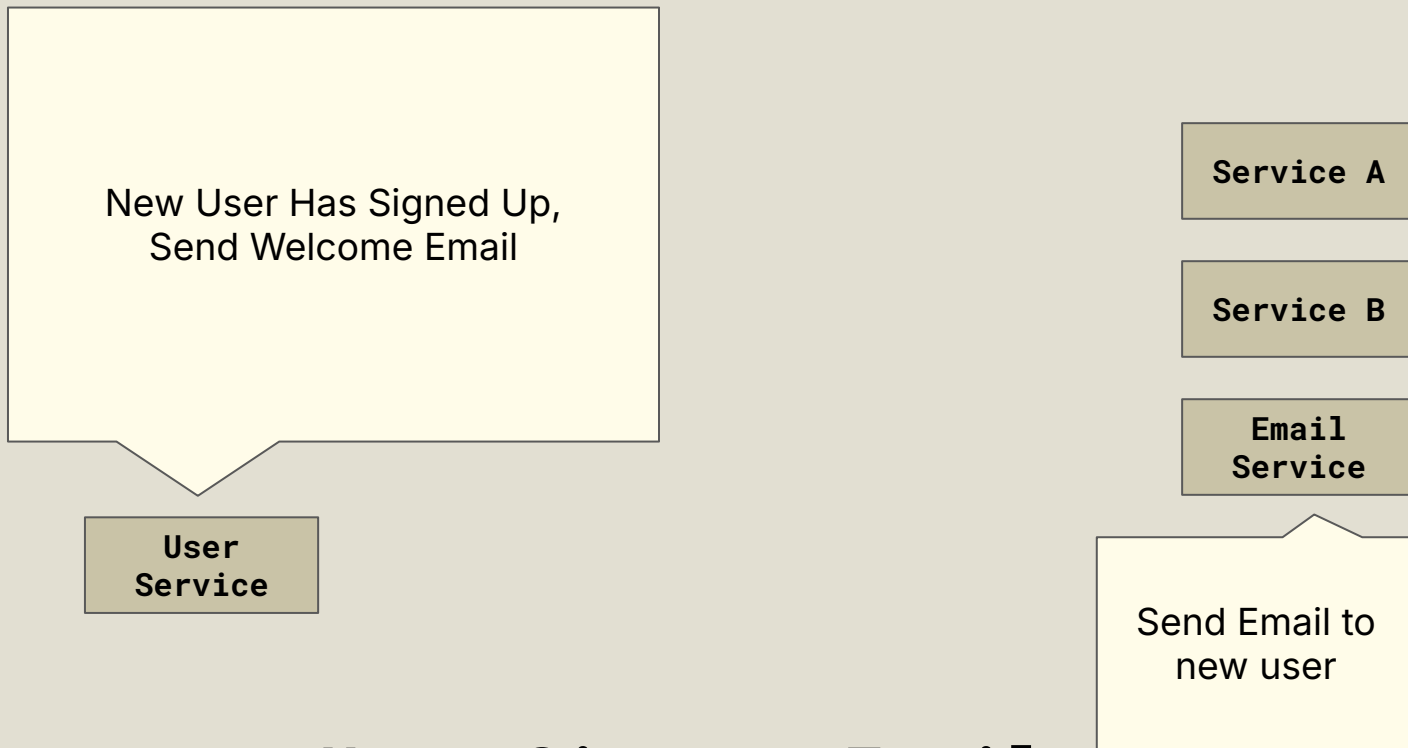 New User Has Signed Up,
Send Welcome Email
Service A
Service B
Email
Service
User
Service
Send Email to
new user